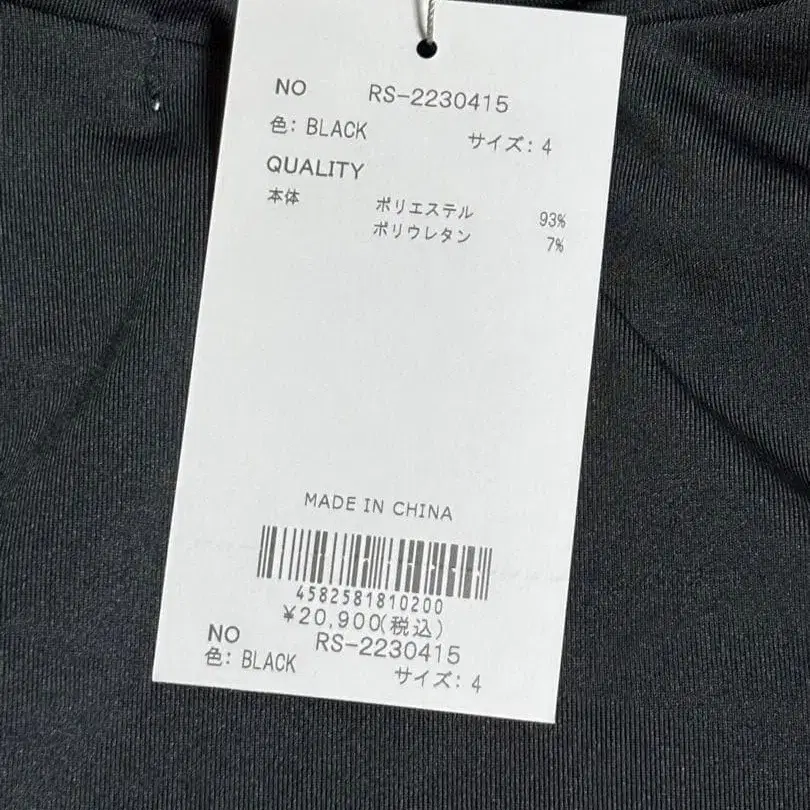 NO RS-2230415
色: BLACK サイズ: 4
QUALITY
本体 ポリエステル 93%
ポリウレタン 7%
MADE IN CHINA
4582581810200
¥20,900(税込)
NO RS-2230415
色: BLACK サイズ: 4